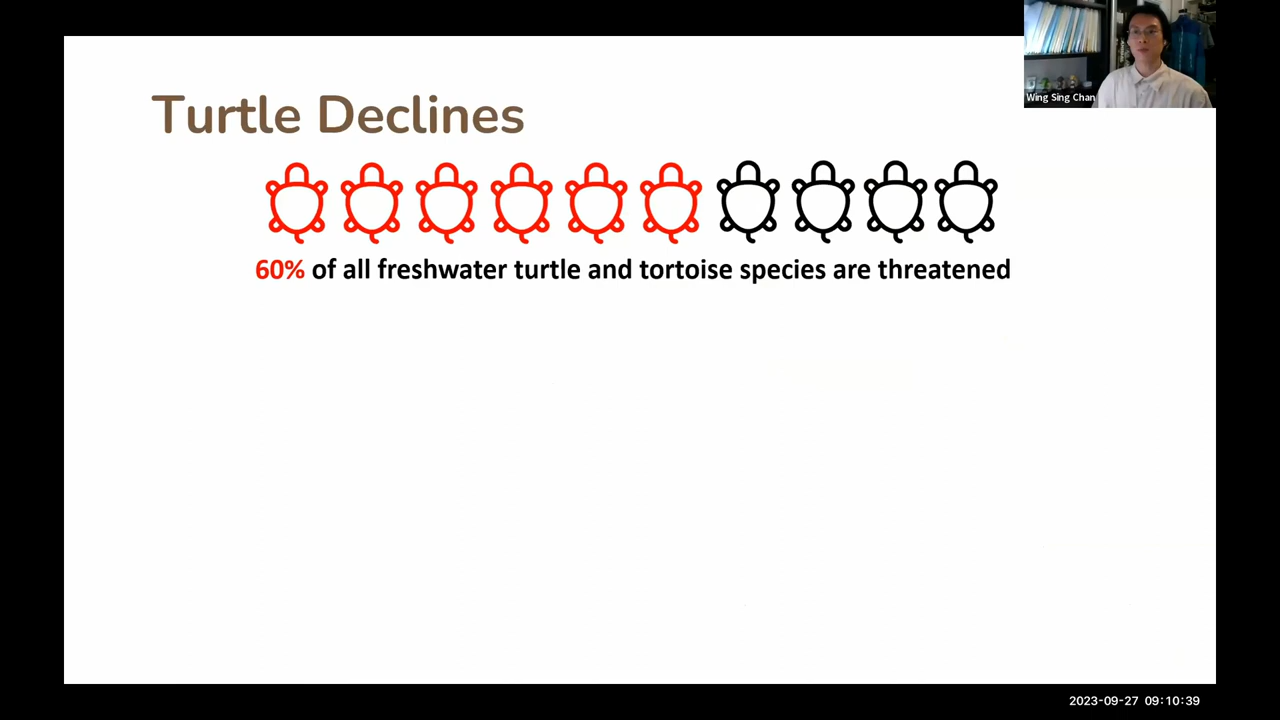 Turtle Declines
60% of all freshwater turtle and tortoise species are threatened
Wing Sing Chan
2023-09-27 09:10:39